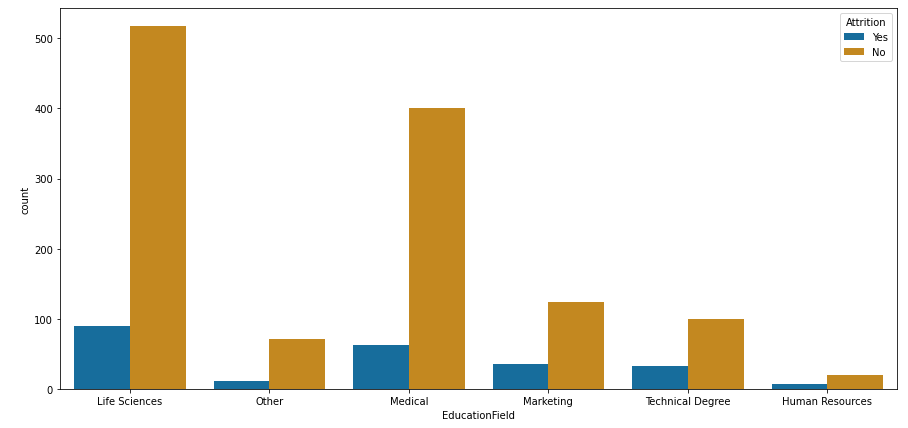 Attrition
Yes
No
500
400
300
200
100
0
count
Life Sciences
Other
Medical
Marketing
Technical Degree
Human Resources
EducationField